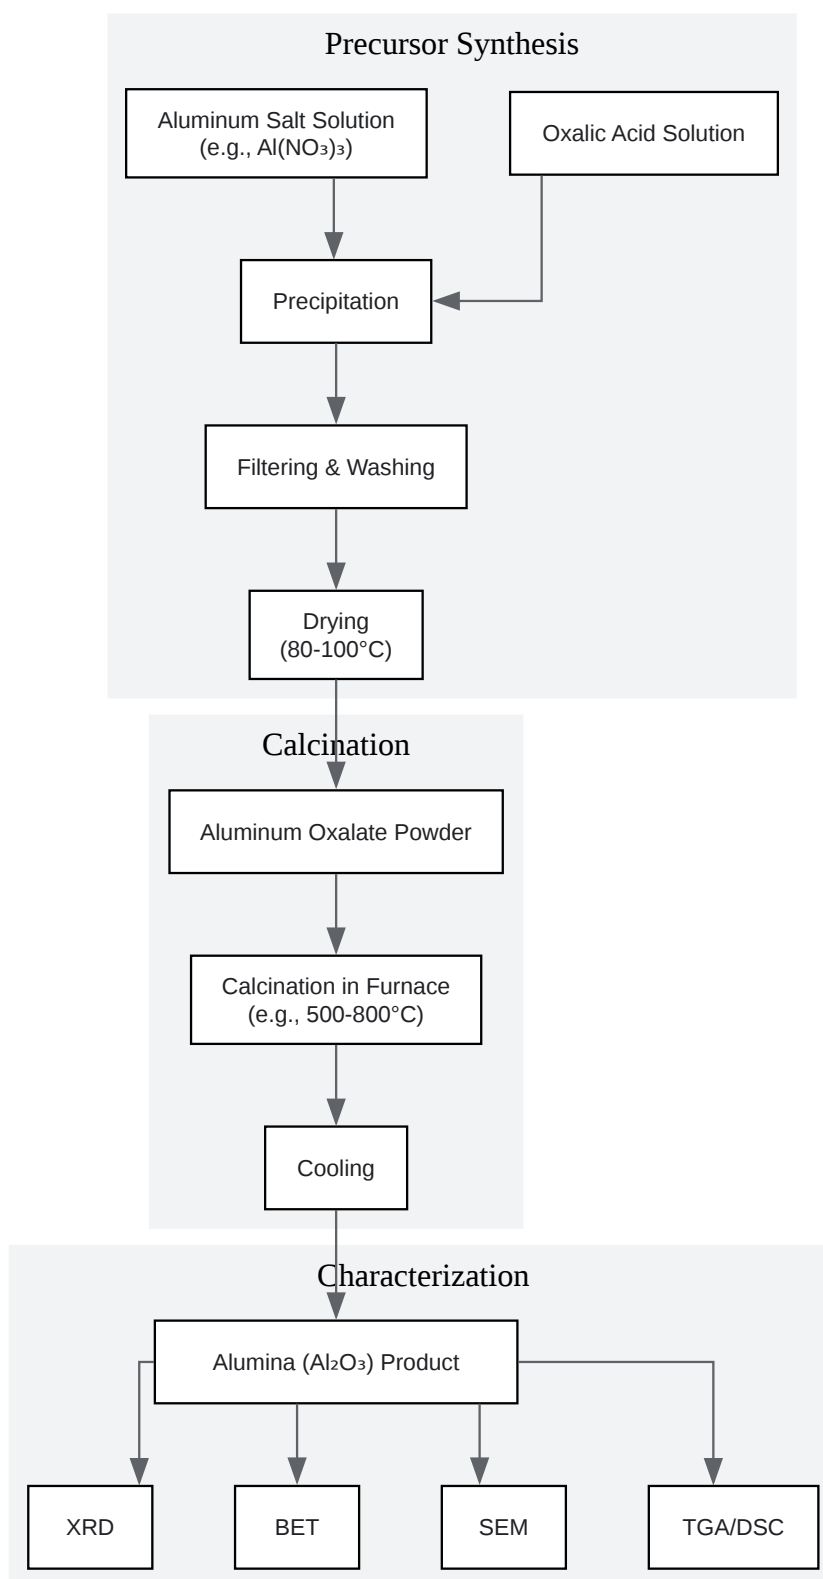 Precursor Synthesis
Aluminum Salt Solution
(e.g., Al(NO₃)₃)
Oxalic Acid Solution
Precipitation
Filtering & Washing
Drying
(80-100°C)
Calcination
Aluminum Oxalate Powder
Calcination in Furnace
(e.g., 500-800°C)
Cooling
Characterization
Alumina (Al₂O₃) Product
XRD
BET
SEM
TGA/DSC